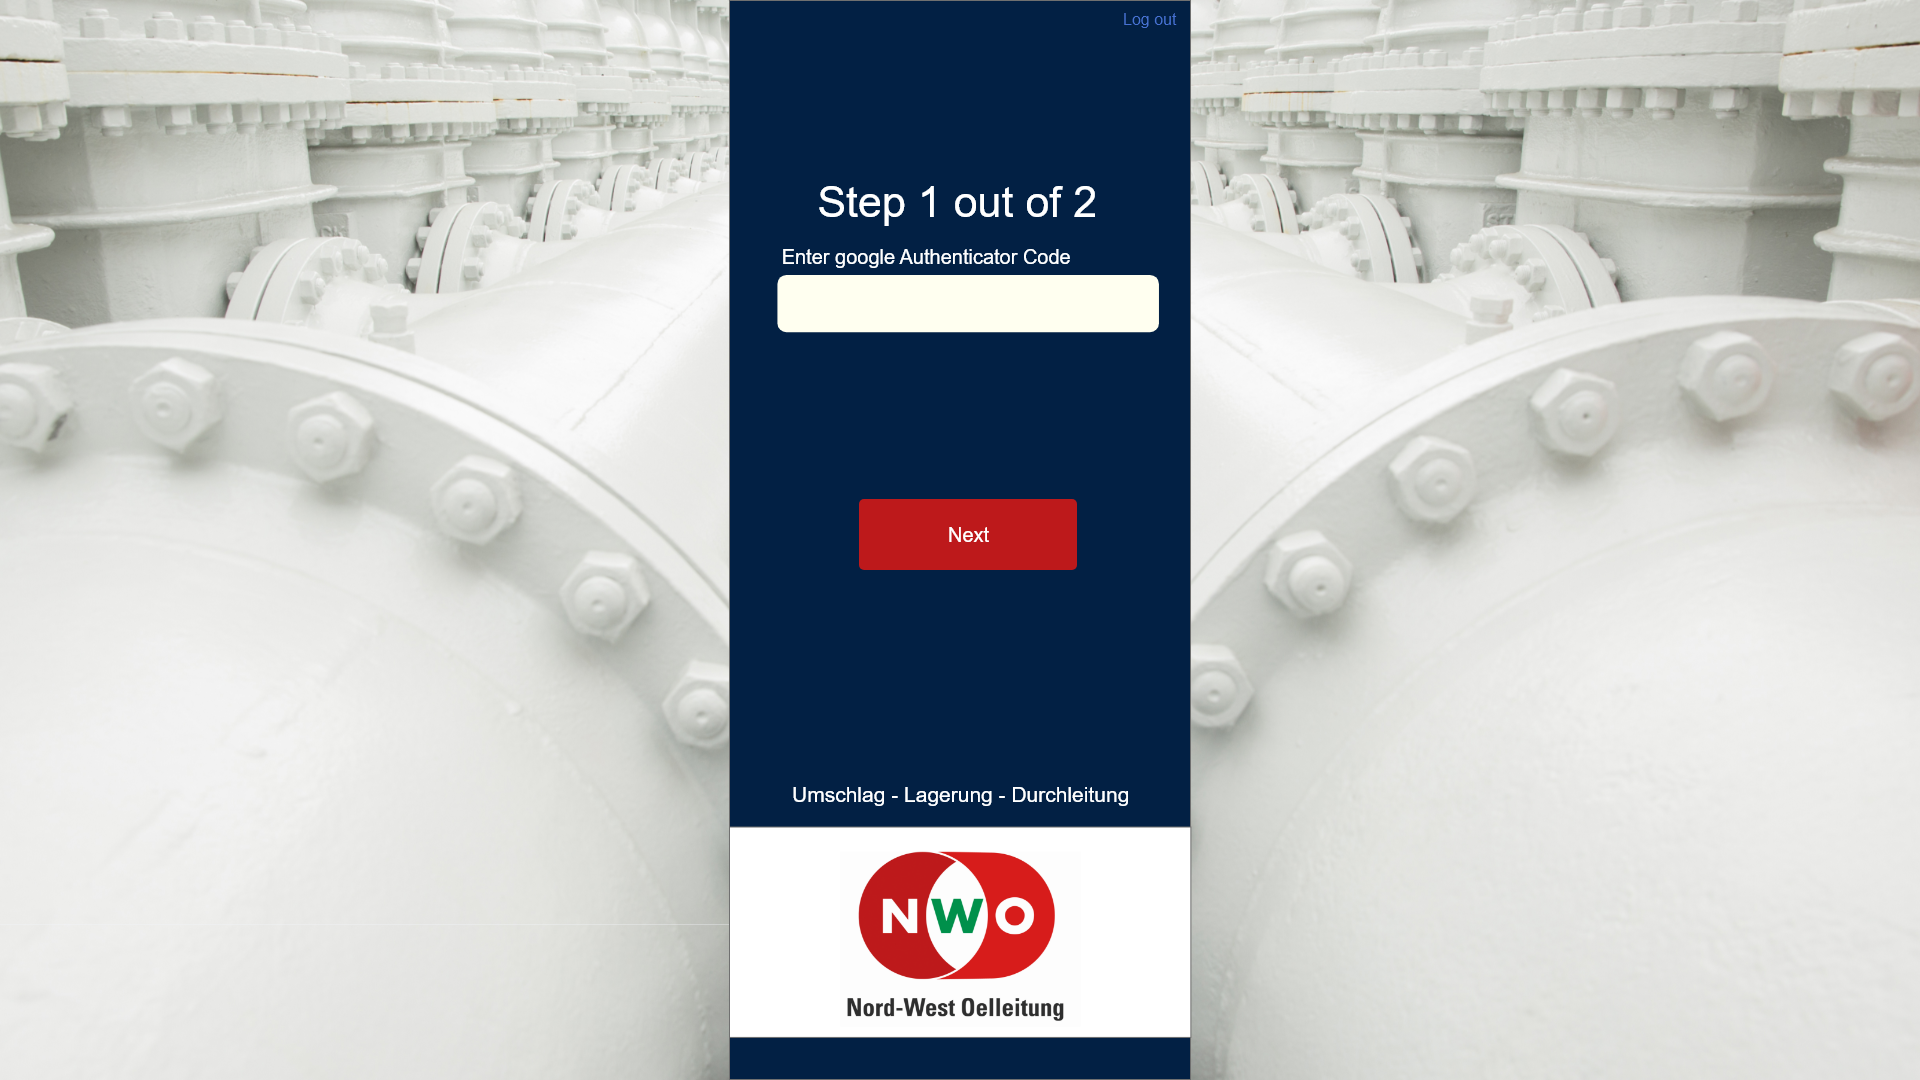 Log out
Step 1 out of 2
Enter google Authenticator Code
Next
Umschlag - Lagerung - Durchleitung
NWO
Nord-West Oelleitung